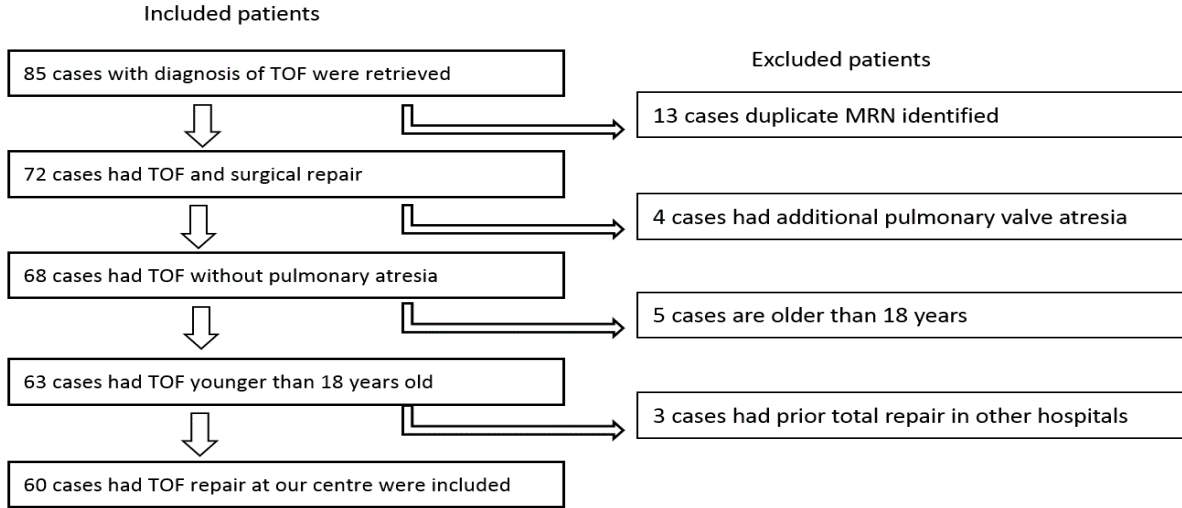 Included patients
85 cases with diagnosis of TOF were retrieved
Excluded patients
13 cases duplicate MRN identified
72 cases had TOF and surgical repair
4 cases had additional pulmonary valve atresia
68 cases had TOF without pulmonary atresia
5 cases are older than 18 years
63 cases had TOF younger than 18 years old
3 cases had prior total repair in other hospitals
60 cases had TOF repair at our centre were included